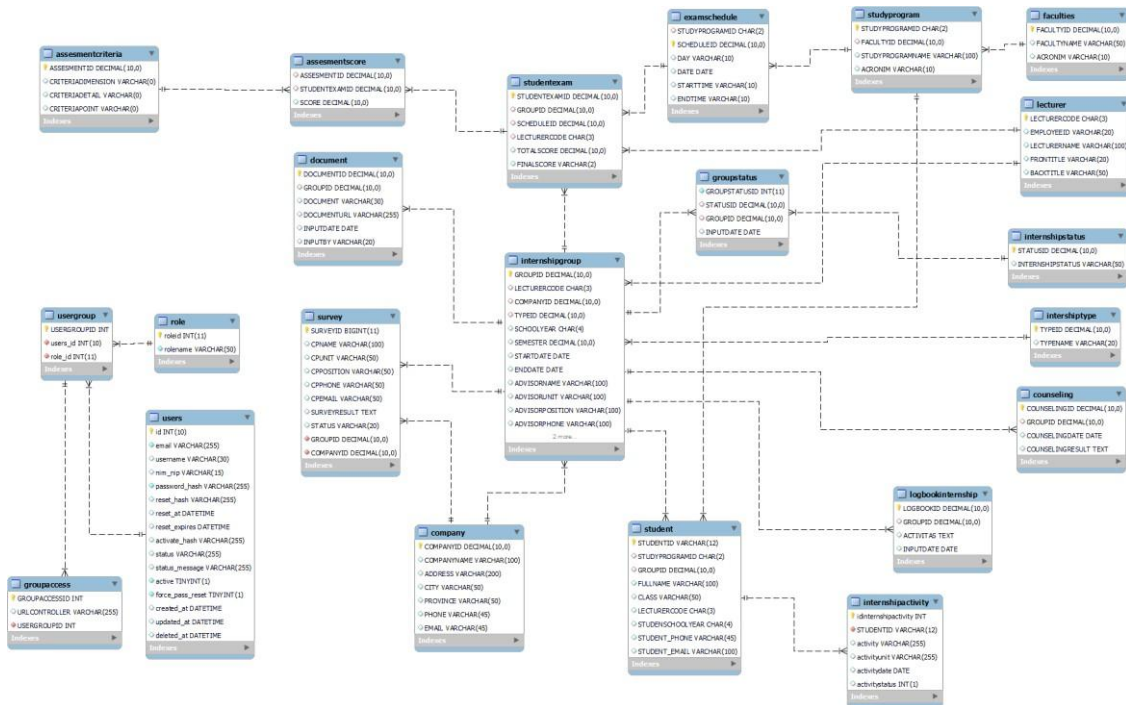 assesmentcriteria
ASSESMENTID DECIMAL(10,0)
CRITERIADIMENSION VARCHAR(0)
CRITERIADETAIL VARCHAR(0)
CRITERIAPOINT VARCHAR(0)
Indexes
assesmentscore
ASSESMENTID DECIMAL(10,0)
STUDENTEXAMID DECIMAL(10,0)
SCORE DECIMAL(10,0)
Indexes
studentexam
STUDENTEXAMID DECIMAL(10,0)
GROUPID DECIMAL(10,0)
SCHEDULEID DECIMAL(10,0)
LECTURERCODE CHAR(3)
TOTALSCORE DECIMAL(10,0)
FINALSCORE VARCHAR(2)
Indexes
examschedule
STUDYPROGRAMID CHAR(2)
SCHEDULEID DECIMAL(10,0)
DAY VARCHAR(10)
DATE DATE
STARTTIME VARCHAR(10)
ENDTIME VARCHAR(10)
Indexes
studyprogram
STUDYPROGRAMID CHAR(2)
FACULTYID DECIMAL(10,0)
STUDYPROGRAMNAME VARCHAR(100)
ACRONIM VARCHAR(10)
Indexes
faculties
FACULTYID DECIMAL(10,0)
FACULTYNAME VARCHAR(50)
ACRONIM VARCHAR(10)
Indexes
lecturer
LECTURERCODE CHAR(3)
EMPLOYEEID VARCHAR(20)
LECTURERNAME VARCHAR(100)
FRONTTITLE VARCHAR(20)
BACKTITLE VARCHAR(50)
Indexes
document
DOCUMENTID DECIMAL(10,0)
GROUPID DECIMAL(10,0)
DOCUMENT VARCHAR(30)
DOCUMENTURL VARCHAR(255)
INPUTDATE DATE
INPUTBY VARCHAR(20)
Indexes
groupstatus
GROUPSTATUSID INT(11)
STATUSID DECIMAL(10,0)
GROUPID DECIMAL(10,0)
INPUTDATE DATE
Indexes
internshipstatus
STATUSID DECIMAL(10,0)
INTERNSHIPSTATUS VARCHAR(50)
Indexes
internshipgroup
GROUPID DECIMAL(10,0)
LECTURERCODE CHAR(3)
COMPANYID DECIMAL(10,0)
TYPEID DECIMAL(10,0)
SCHOOLYEAR CHAR(4)
SEMESTER DECIMAL(10,0)
STARTDATE DATE
ENDDATE DATE
ADVISORNAME VARCHAR(100)
ADVISORUNIT VARCHAR(100)
ADVISORPOSITION VARCHAR(100)
ADVISORPHONE VARCHAR(100)
2 more...
Indexes
usergroup
USERGROUPID INT
users_id INT(10)
role_id INT(11)
Indexes
role
roleid INT(11)
rolename VARCHAR(50)
Indexes
survey
SURVEYID BIGINT(11)
CPNAME VARCHAR(100)
CPUNIT VARCHAR(50)
CPPOSITION VARCHAR(50)
CPPHONE VARCHAR(50)
CPEMAIL VARCHAR(50)
SURVEYRESULT TEXT
STATUS VARCHAR(20)
GROUPID DECIMAL(10,0)
COMPANYID DECIMAL(10,0)
Indexes
intershiptype
TYPEID DECIMAL(10,0)
TYPENAME VARCHAR(20)
Indexes
counseling
COUNSELINGID DECIMAL(10,0)
GROUPID DECIMAL(10,0)
COUNSELINGDATE DATE
COUNSELINGRESULT TEXT
Indexes
users
id INT(10)
email VARCHAR(255)
username VARCHAR(30)
nim_nip VARCHAR(15)
password_hash VARCHAR(255)
reset_hash VARCHAR(255)
reset_at DATETIME
reset_expires DATETIME
activate_hash VARCHAR(255)
status VARCHAR(255)
status_message VARCHAR(255)
active TINYINT(1)
force_pass_reset TINYINT(1)
created_at DATETIME
updated_at DATETIME
deleted_at DATETIME
Indexes
groupaccess
GROUPACCESSID INT
URLCONTROLLER VARCHAR(255)
USERGROUPID INT
Indexes
company
COMPANYID DECIMAL(10,0)
COMPANYNAME VARCHAR(100)
ADDRESS VARCHAR(200)
CITY VARCHAR(50)
PROVINCE VARCHAR(50)
PHONE VARCHAR(45)
EMAIL VARCHAR(45)
Indexes
student
STUDENTID VARCHAR(12)
STUDYPROGRAMID CHAR(2)
GROUPID DECIMAL(10,0)
FULLNAME VARCHAR(100)
CLASS VARCHAR(50)
LECTURERCODE CHAR(3)
STUDENSCHOOLYEAR CHAR(4)
STUDENT_PHONE VARCHAR(45)
STUDENT_EMAIL VARCHAR(100)
Indexes
logbookinternship
LOGBOOKID DECIMAL(10,0)
GROUPID DECIMAL(10,0)
ACTIVITAS TEXT
INPUTDATE DATE
Indexes
internshipactivity
idinternshipactivity INT
STUDENTID VARCHAR(12)
activity VARCHAR(255)
activityunit VARCHAR(255)
activitydate DATE
activitystatus INT(1)
Indexes